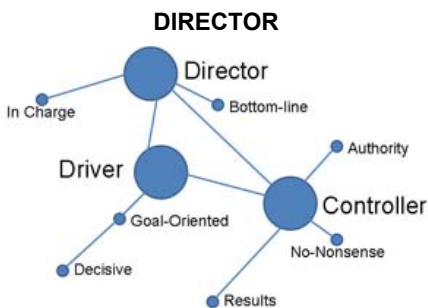 DIRECTOR
Director
In Charge
Bottom-line
Authority
Driver
Controller
Goal-Oriented
No-Nonsense
Decisive
Results